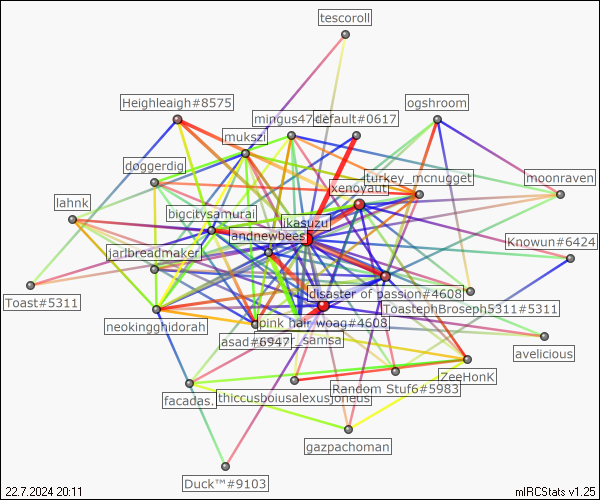 tescoroll
Heighleigh#8575
mingus47
default#0617
ogshroom
mukszi
doggerdig
turkey_mcnugget
xenoyaut
moonraven
lahnk
bigcitysamurai
ikasuzu
andnewbees
Knowun#6424
jarlbreadmaker
Toast#5311
disaster of passion#4608
ToastephBroseph5311#5311
neokingghidorah
pink hair woag#4608
asad#6947
r_samsa
avelicious
ZeeHonK
Random Stuf6#5983
facadas.
thiccusboiusalexusjoneus
gazpachoman
Duck™#9103
22.7.2024 20:11
mIRCStats v1.25